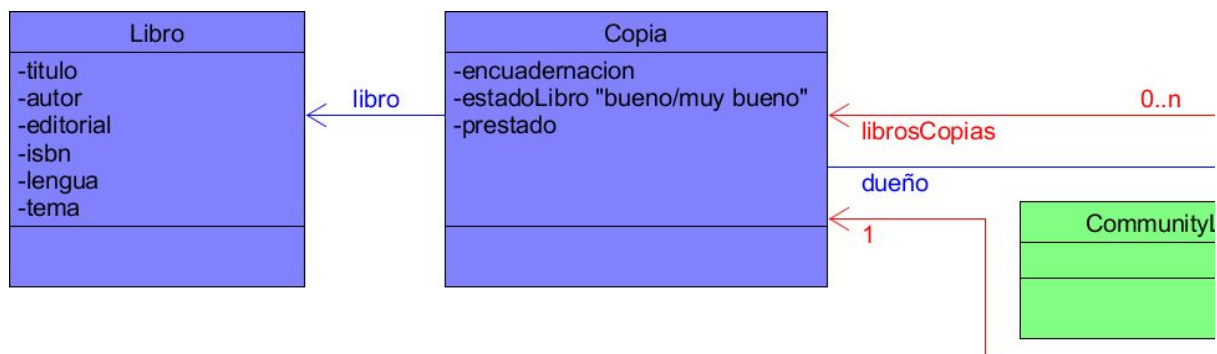 Libro
-titulo
-autor
-editorial
-isbn
-lengua
-tema
libro
Copia
-encuadernacion
-estadoLibro "bueno/muy bueno"
-prestado
0..n
librosCopias
dueño
1
CommunityL